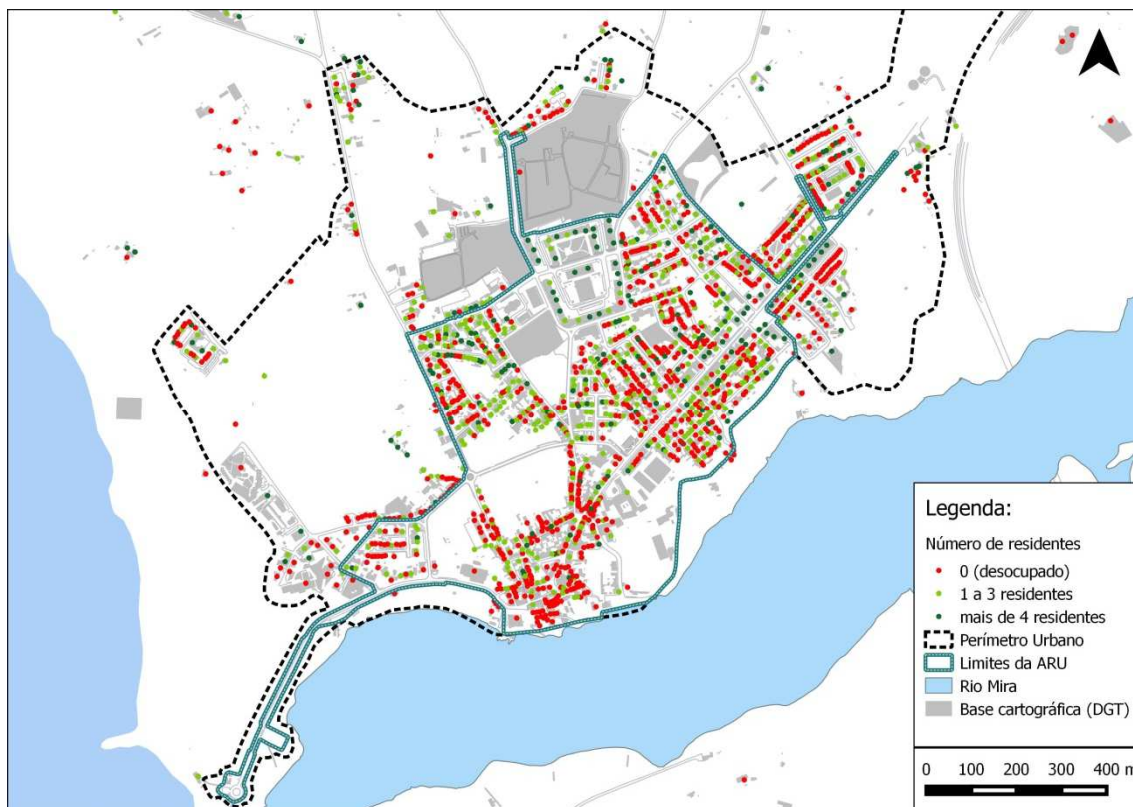 Legenda:
Número de residentes
0 (desocupado)
1 a 3 residentes
mais de 4 residentes
Perímetro Urbano
Limites da ARU
Rio Mira
Base cartográfica (DGT)
0 100 200 300 400 m